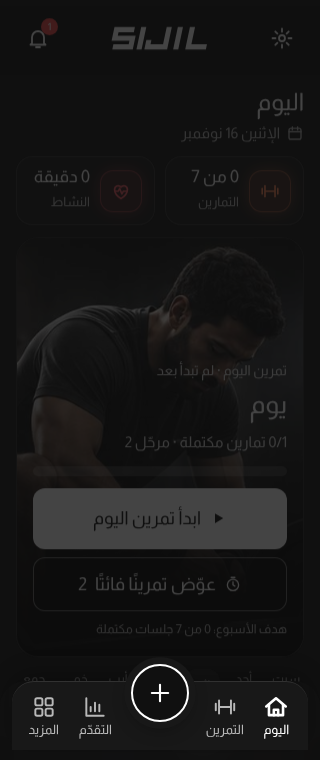 1
SIJIL
اليوم
الإثنين 16 نوفمبر
0 من 7
التمارين
0 دقيقة
النشاط
تمرين اليوم · لم تبدأ بعد
يوم
0/1 تمارين مكتملة · مرحّل 2
ابدأ تمرين اليوم
عوّض تمرينًا فائتًا 2
هدف الأسبوع: 0 من 7 جلسات مكتملة
اليوم
التمرين
التقدّم
المزيد